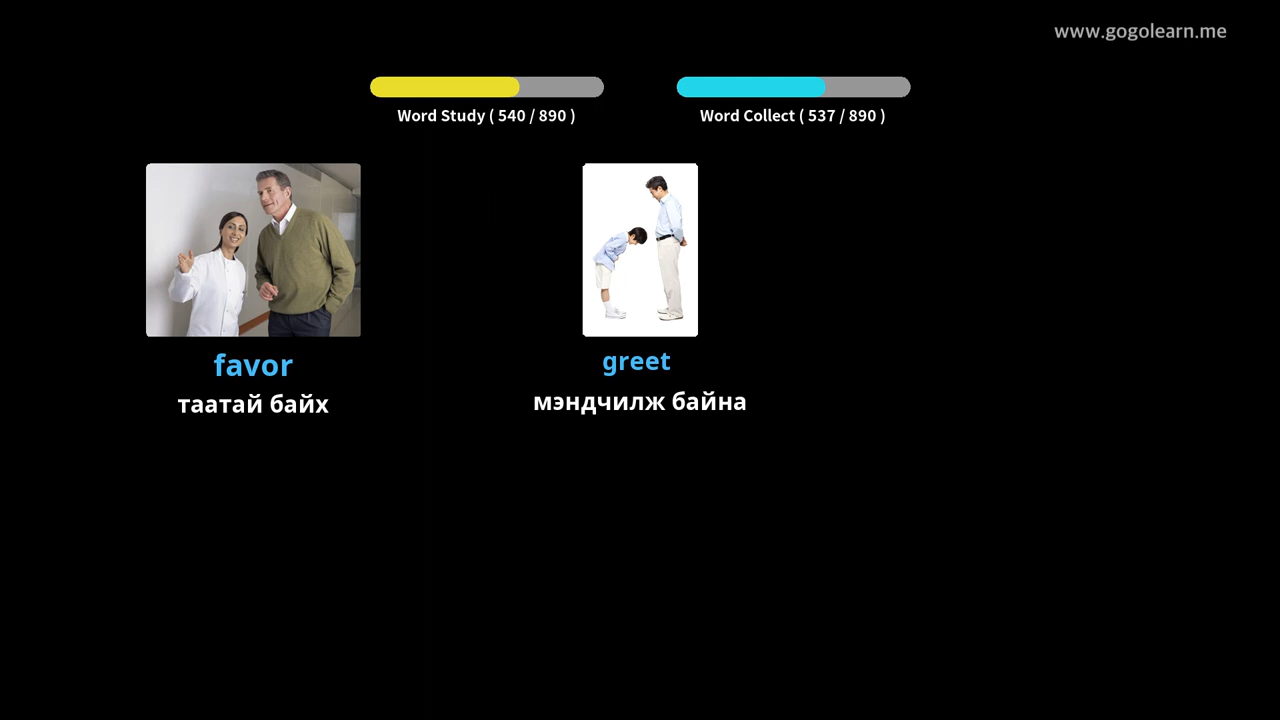 www.gogolearn.me
Word Study ( 540 / 890 )
Word Collect ( 537 / 890 )
favor
таатай байх
greet
мэндчилж байна